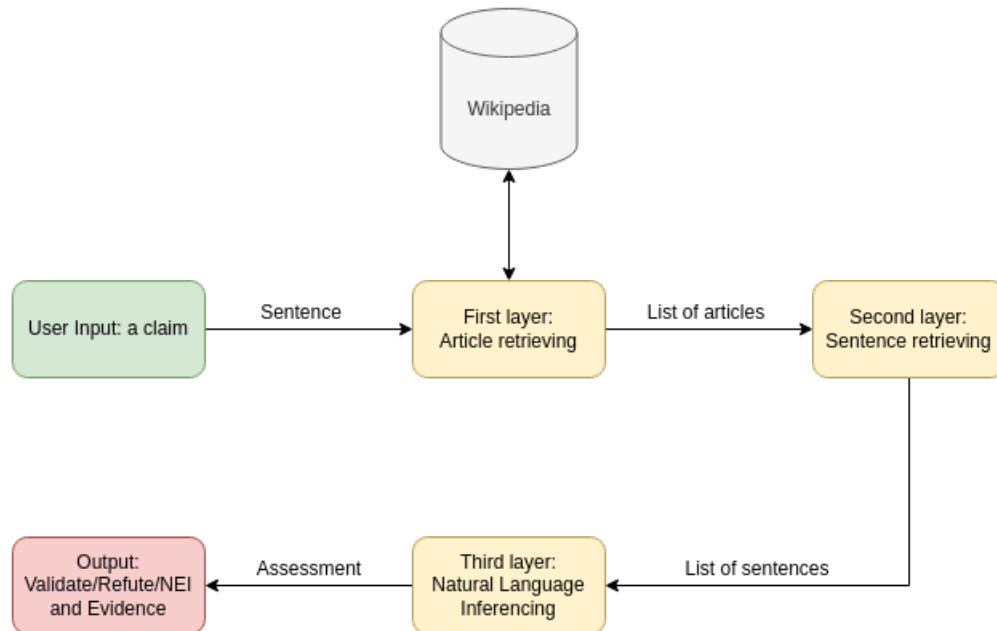 Wikipedia
User Input: a claim
Sentence
First layer:
Article retrieving
List of articles
Second layer:
Sentence retrieving
Output:
Validate/Refute/NEI
and Evidence
Assessment
Third layer:
Natural Language
Inferencing
List of sentences